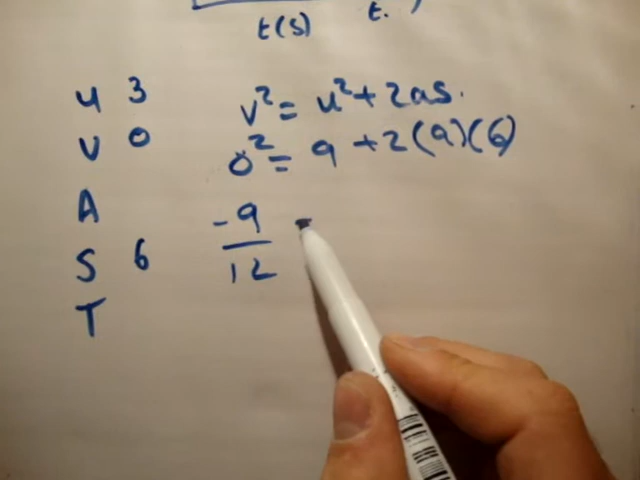 t(s) t.
u 3
v² = u² + 2as.
v 0
0² = 9 + 2(a)(6)
A
-9
12
S 6
T